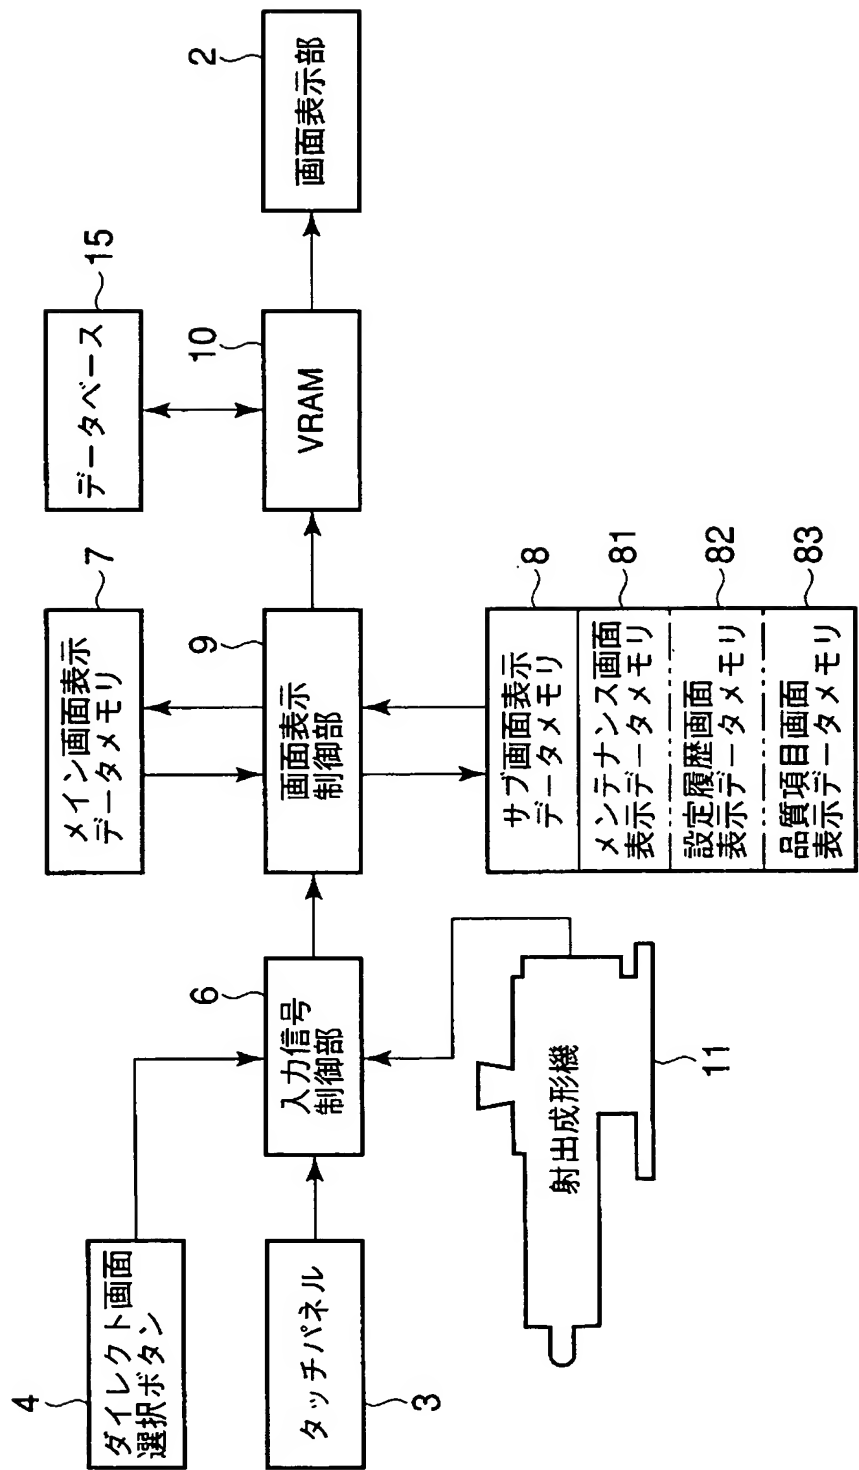 4
ダイレクト画面
選択ボタン
タッチパネル
3
6
入力信号
制御部
射出成形機
11
7
メイン画面表示
データメモリ
9
画面表示
制御部
サブ画面表示
データメモリ
8
メンテナンス画面
表示データメモリ
81
設定履歴画面
表示データメモリ
82
品質項目画面
表示データメモリ
83
15
データベース
10
VRAM
2
画面表示部